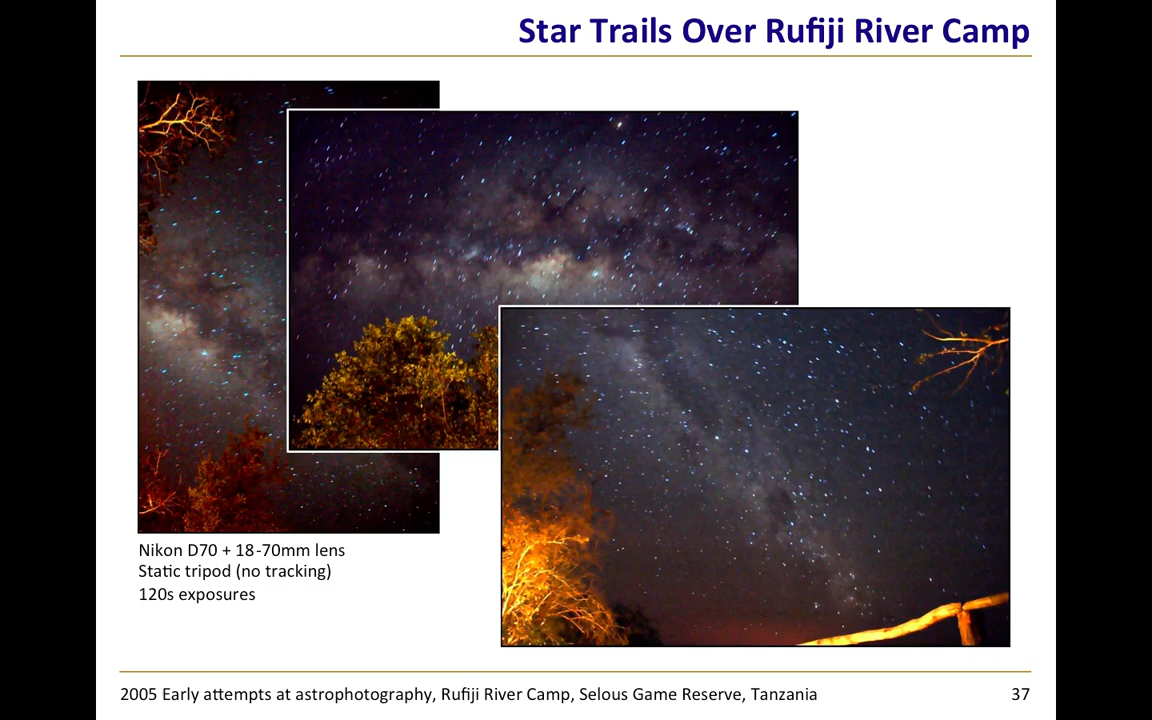 Star Trails Over Rufiji River Camp
Nikon D70 + 18-70mm lens
Static tripod (no tracking)
120s exposures
2005 Early attempts at astrophotography, Rufiji River Camp, Selous Game Reserve, Tanzania
37